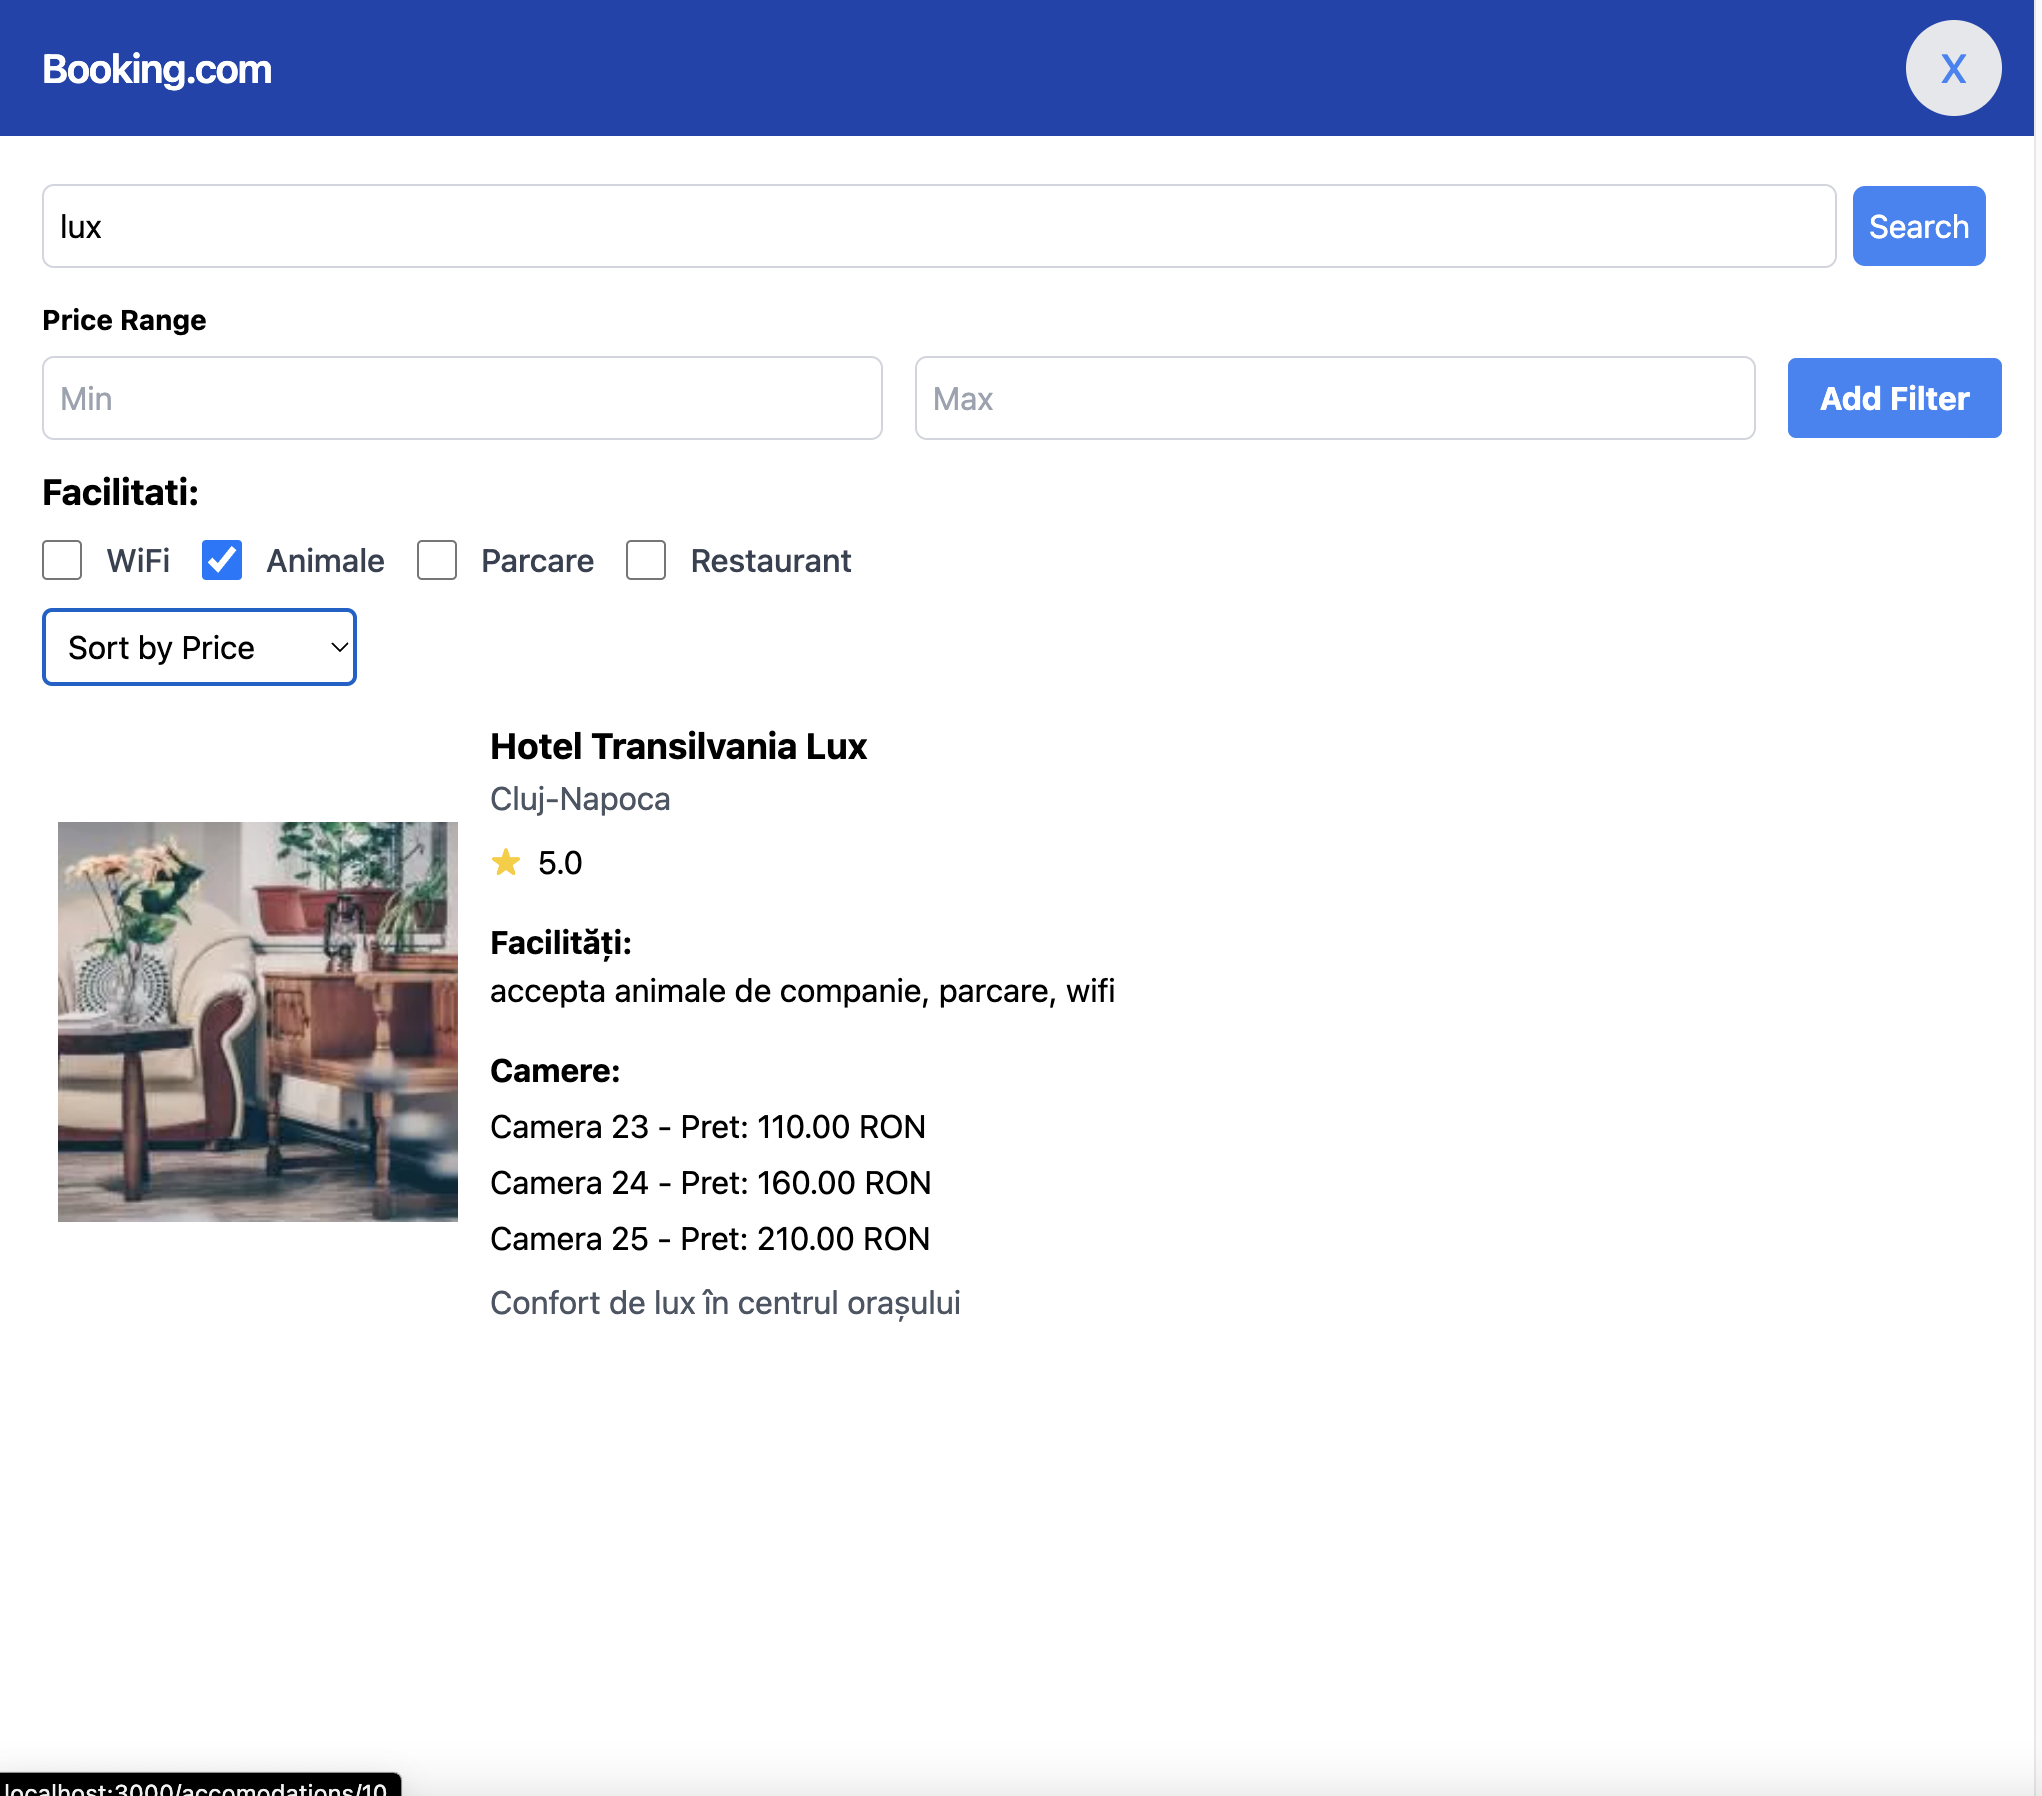 Booking.com
X
lux
Search
Price Range
Min
Max
Add Filter
Facilitati:
WiFi
Animale
Parcare
Restaurant
Sort by Price
Hotel Transilvania Lux
Cluj-Napoca
5.0
Facilități:
accepta animale de companie, parcare, wifi
Camere:
Camera 23 - Pret: 110.00 RON
Camera 24 - Pret: 160.00 RON
Camera 25 - Pret: 210.00 RON
Confort de lux în centrul orașului
localhost:3000/accomodations/10